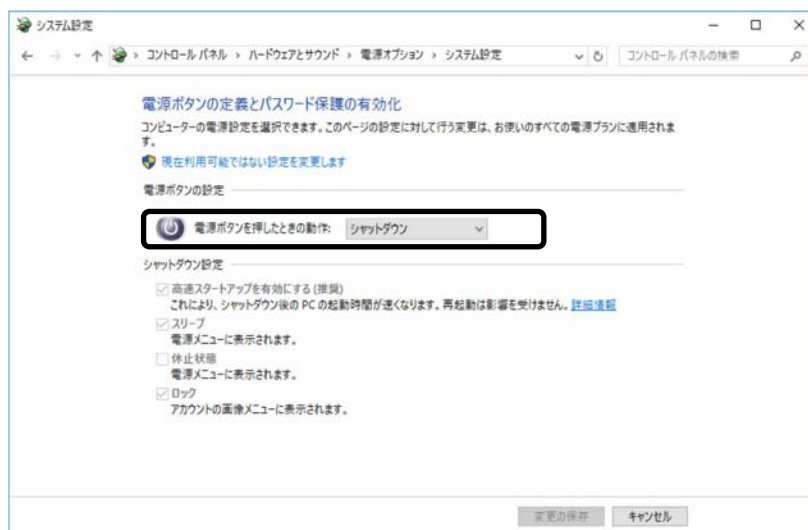 システム設定
コントロール パネル › ハードウェアとサウンド › 電源オプション › システム設定
コントロール パネルの検索
電源ボタンの定義とパスワード保護の有効化
コンピューターの電源設定を選択できます。このページの設定に対して行う変更は、お使いのすべての電源プランに適用されま
す。
現在利用可能ではない設定を変更します
電源ボタンの設定
電源ボタンを押したときの動作: シャットダウン
シャットダウン設定
高速スタートアップを有効にする (推奨)
これにより、シャットダウン後の PC の起動時間が速くなります。再起動は影響を受けません。詳細情報
スリープ
電源メニューに表示されます。
休止状態
電源メニューに表示されます。
ロック
アカウントの画像メニューに表示されます。
変更の保存 キャンセル